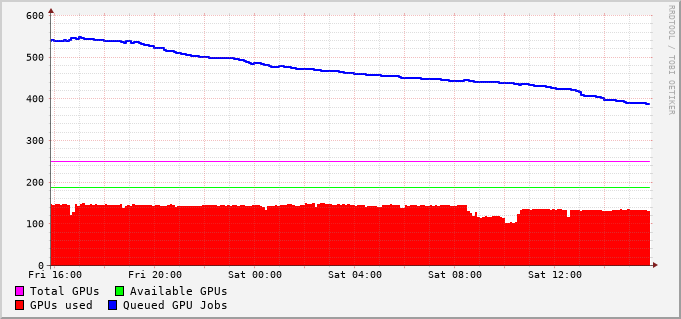 600
500
400
300
200
100
0
Fri 16:00 Fri 20:00 Sat 00:00 Sat 04:00 Sat 08:00 Sat 12:00
Total GPUs Available GPUs
GPUs used Queued GPU Jobs
RRDTOOL / TOBI OETIKER